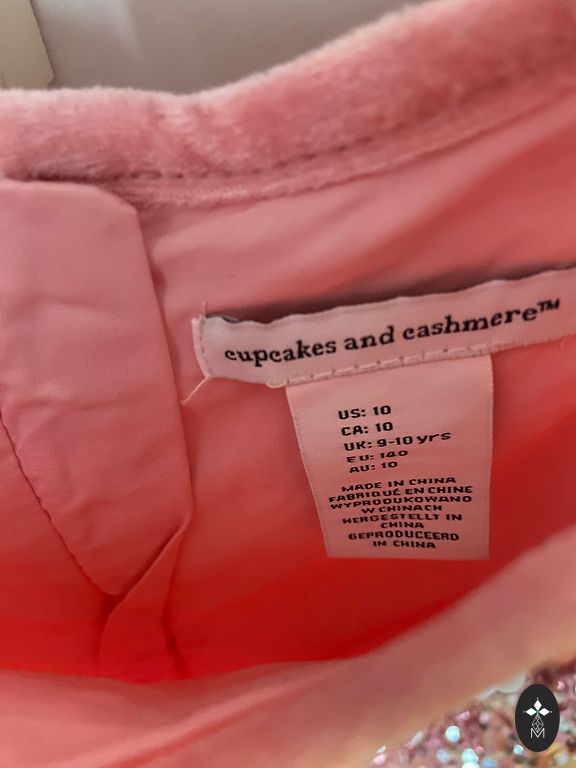 cupcakes and cashmere™
US: 10
CA: 10
UK: 9-10 yrs
EU: 140
AU: 10
MADE IN CHINA
FABRIQUÉ EN CHINE
WYPRODUKOWANO
W CHINACH
HERGESTELLT IN
CHINA
GEPRODUCEERD
IN CHINA
M